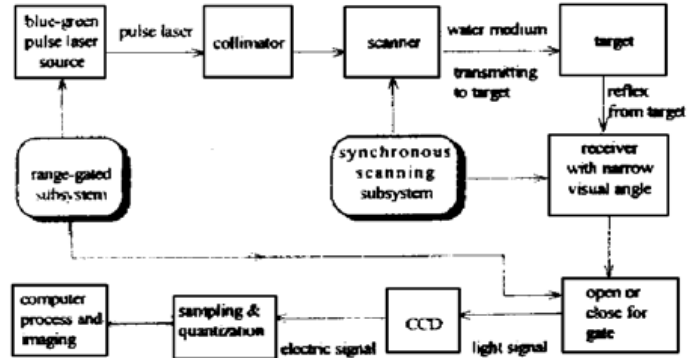 blue-green
pulse laser
source
pulse laser
collimator
scanner
water medium
transmitting
to target
target
reflex
from target
range-gated
subsystem
synchronous
scanning
subsystem
receiver
with narrow
visual angle
computer
process and
imaging
sampling &
quantization
electric signal
CCD
light signal
open or
close for
gate